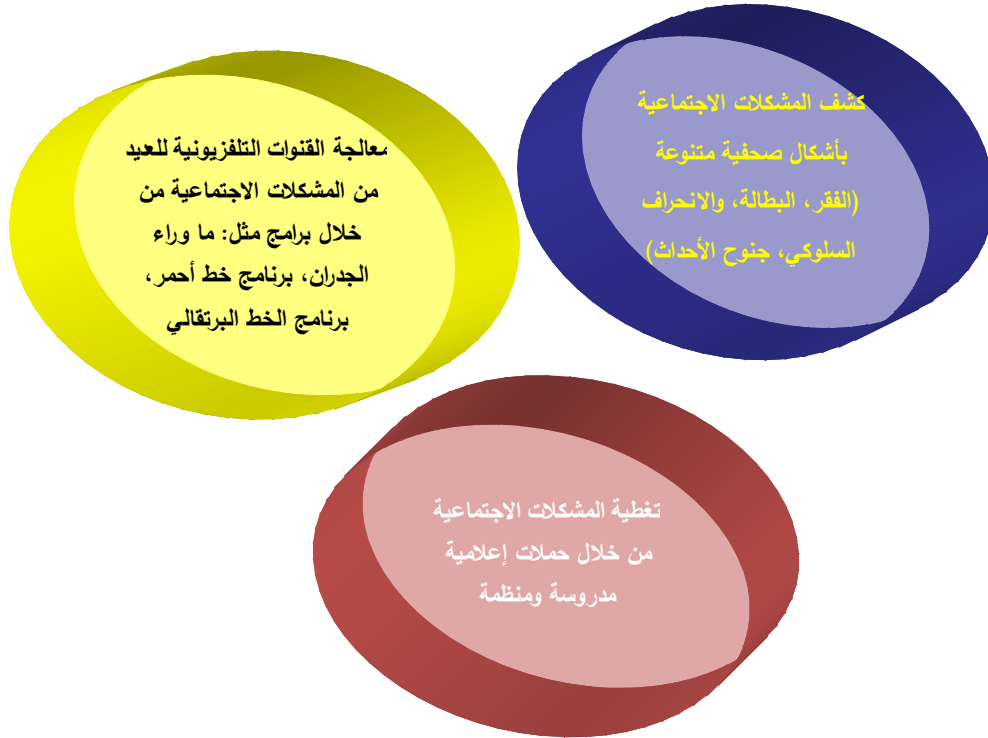 كشف المشكلات الاجتماعية
بأشكال صحفية متنوعة
(الفقر، البطالة، والانحراف
السلوكي، جنوح الأحداث)
معالجة القنوات التلفزيونية للعيد
من المشكلات الاجتماعية من
خلال برامج مثل: ما وراء
الجدران، برنامج خط أحمر،
برنامج الخط البرتقالي
تغطية المشكلات الاجتماعية
من خلال حملات إعلامية
مدروسة ومنظمة